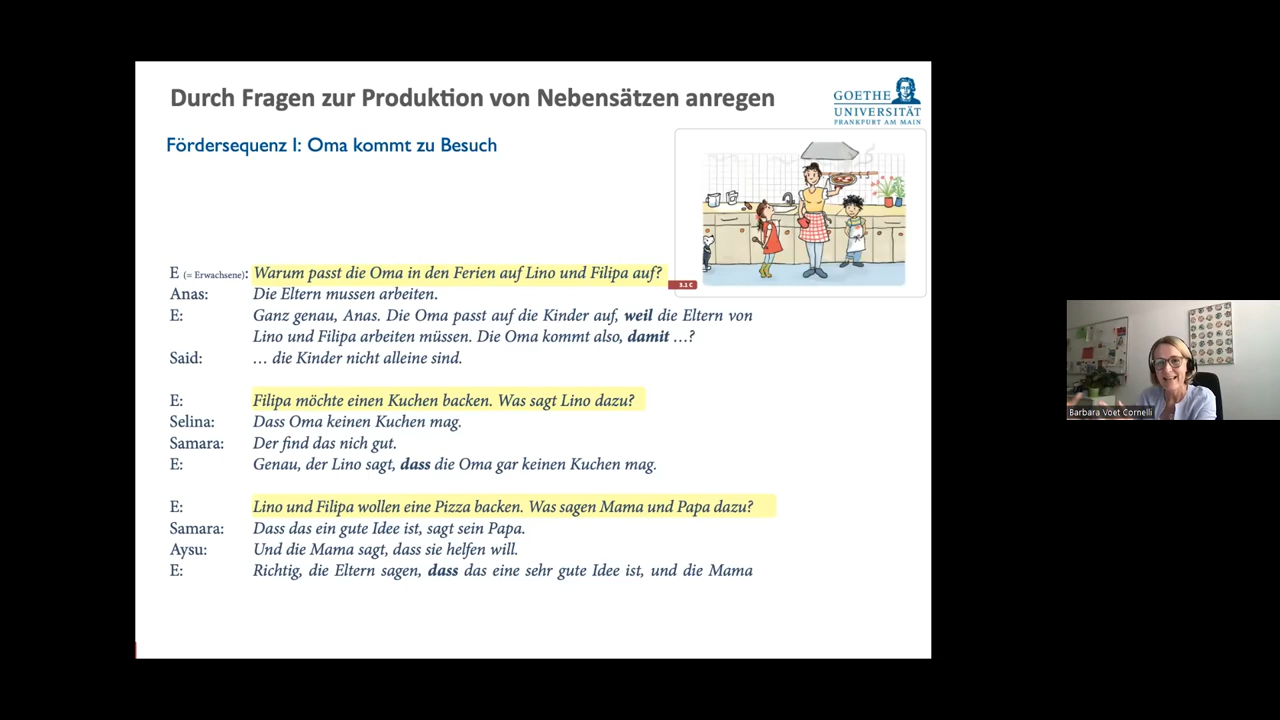 Durch Fragen zur Produktion von Nebensätzen anregen
GOETHE
UNIVERSITÄT
FRANKFURT AM MAIN
Fördersequenz I: Oma kommt zu Besuch
E (= Erwachsene): Warum passt die Oma in den Ferien auf Lino und Filipa auf?
3.1 C
Anas: Die Eltern mussen arbeiten.
E: Ganz genau, Anas. Die Oma passt auf die Kinder auf, weil die Eltern von
Lino und Filipa arbeiten müssen. Die Oma kommt also, damit …?
Said: … die Kinder nicht alleine sind.
E: Filipa möchte einen Kuchen backen. Was sagt Lino dazu?
Selina: Dass Oma keinen Kuchen mag.
Samara: Der find das nich gut.
E: Genau, der Lino sagt, dass die Oma gar keinen Kuchen mag.
E: Lino und Filipa wollen eine Pizza backen. Was sagen Mama und Papa dazu?
Samara: Dass das ein gute Idee ist, sagt sein Papa.
Aysu: Und die Mama sagt, dass sie helfen will.
E: Richtig, die Eltern sagen, dass das eine sehr gute Idee ist, und die Mama
Barbara Voet Cornelli